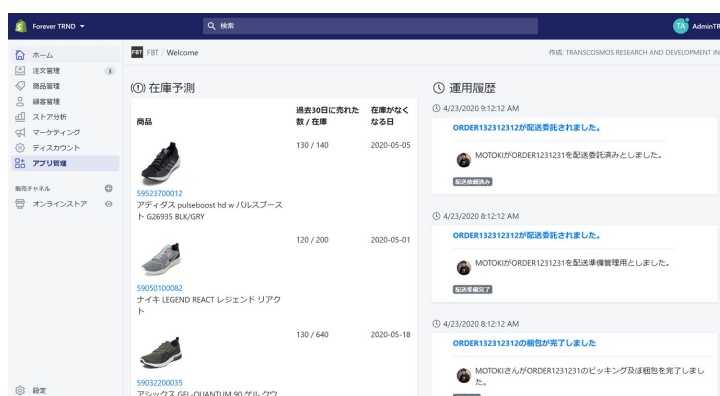 Forever TRND
検索
TA
AdminTR
ホーム
注文管理
3
商品管理
顧客管理
ストア分析
マーケティング
ディスカウント
アプリ管理
販売チャネル
オンラインストア
設定
FBT FBT / Welcome
作成: TRANSCOSMOS RESEARCH AND DEVELOPMENT IN
在庫予測
商品
過去30日に売れた
数 / 在庫
在庫がなく
なる日
130 / 140
2020-05-05
59523700012
アディダス pulseboost hd w パルスブース
ト G26935 BLK/GRY
120 / 200
2020-05-01
59050100082
ナイキ LEGEND REACT レジェンド リアク
ト
130 / 640
2020-05-18
59032200035
アシックス GEL-QUANTUM 90 ゲル クウ
運用履歴
4/23/2020 9:12:12 AM
ORDER132312312が配送委託されました。
MOTOKIがORDER1231231を配送委託済みとしました。
配送依頼済み
4/23/2020 8:12:12 AM
ORDER132312312が配送委託されました。
MOTOKIがORDER1231231を配送準備管理用としました。
配送準備完了
4/23/2020 8:12:12 AM
ORDER132312312の梱包が完了しました
MOTOKIさんがORDER1231231のピッキング及ぼ梱包を完了しまし
た。